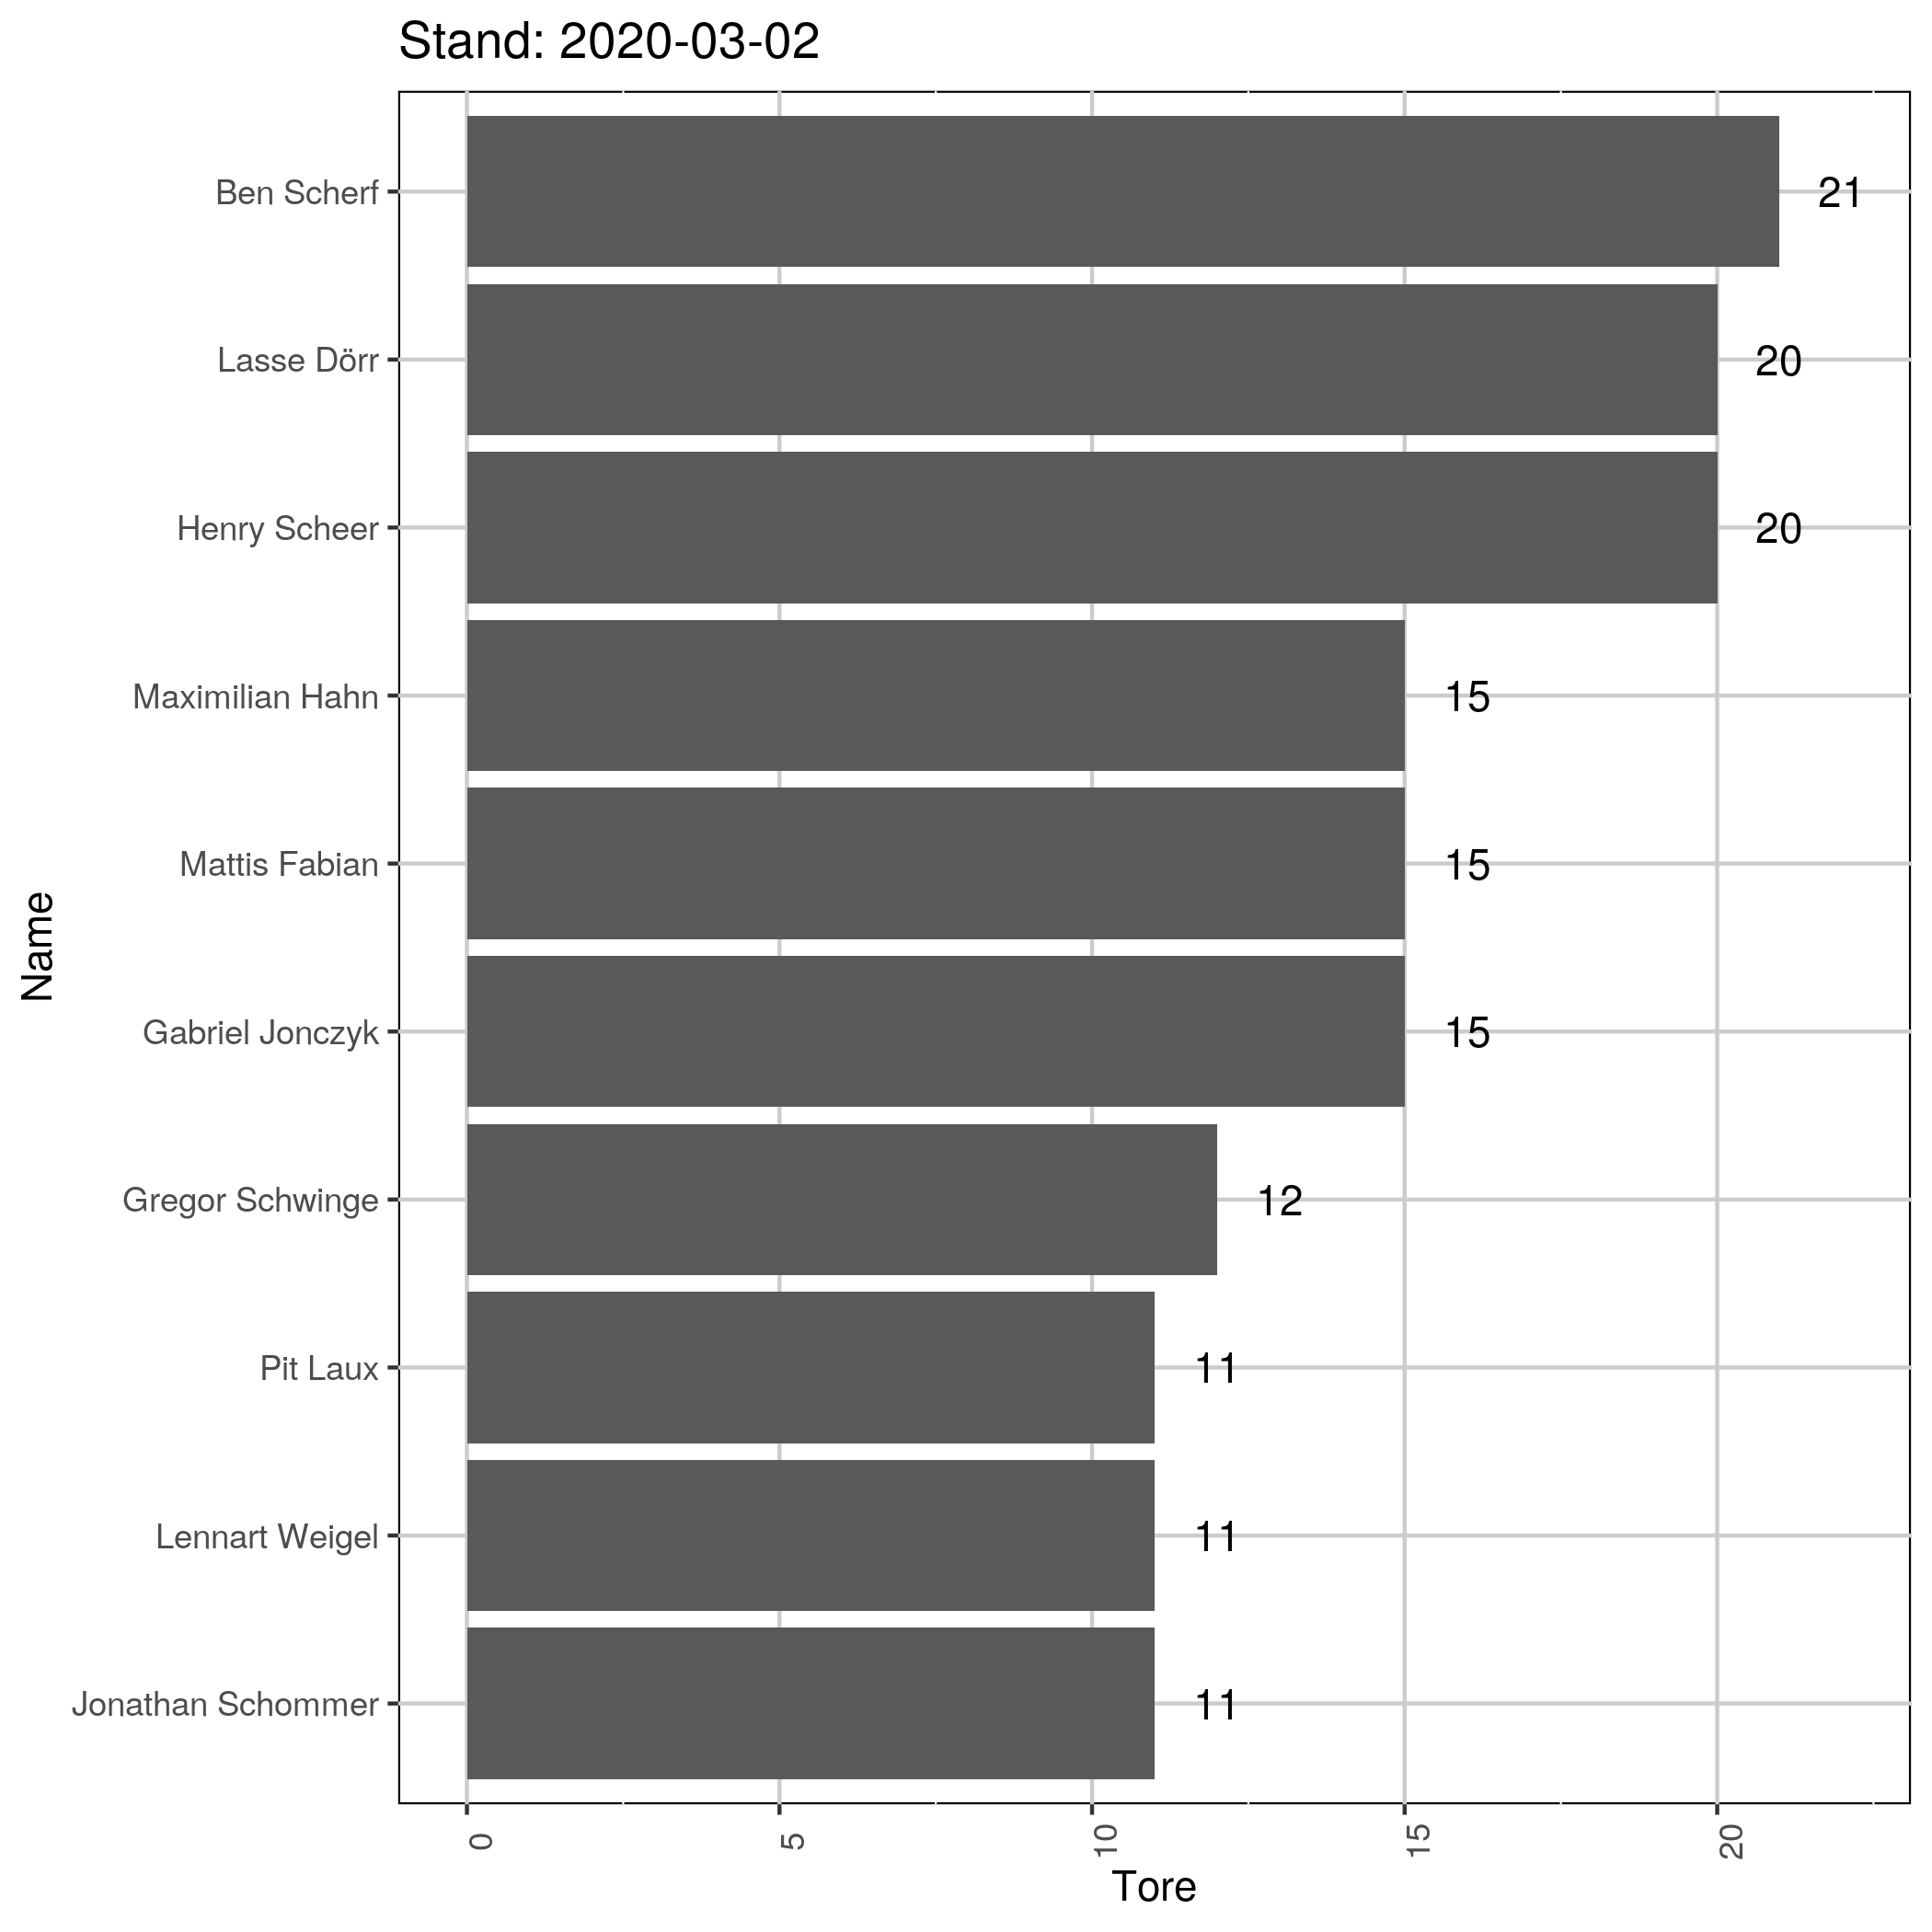 Stand: 2020-03-02
Ben Scherf 21
Lasse Dörr 20
Henry Scheer 20
Maximilian Hahn 15
Mattis Fabian 15
Gabriel Jonczyk 15
Gregor Schwinge 12
Pit Laux 11
Lennart Weigel 11
Jonathan Schommer 11
Name
0 5 10 15 20
Tore